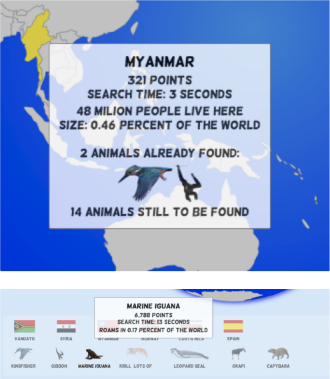 MYANMAR
321 POINTS
SEARCH TIME: 3 SECONDS
48 MILION PEOPLE LIVE HERE
SIZE: 0.46 PERCENT OF THE WORLD
2 ANIMALS ALREADY FOUND:
14 ANIMALS STILL TO BE FOUND
MARINE IGUANA
6,788 POINTS
SEARCH TIME: 13 SECONDS
ROAMS IN 0.17 PERCENT OF THE WORLD
VANUATU SYRIA MYANMAR NORWAY COSTA RICA SPAIN
KINGFISHER GIBBON MARINE IGUANA KRILL LOTS OF LEOPARD SEAL OKAPI CAPYBARA